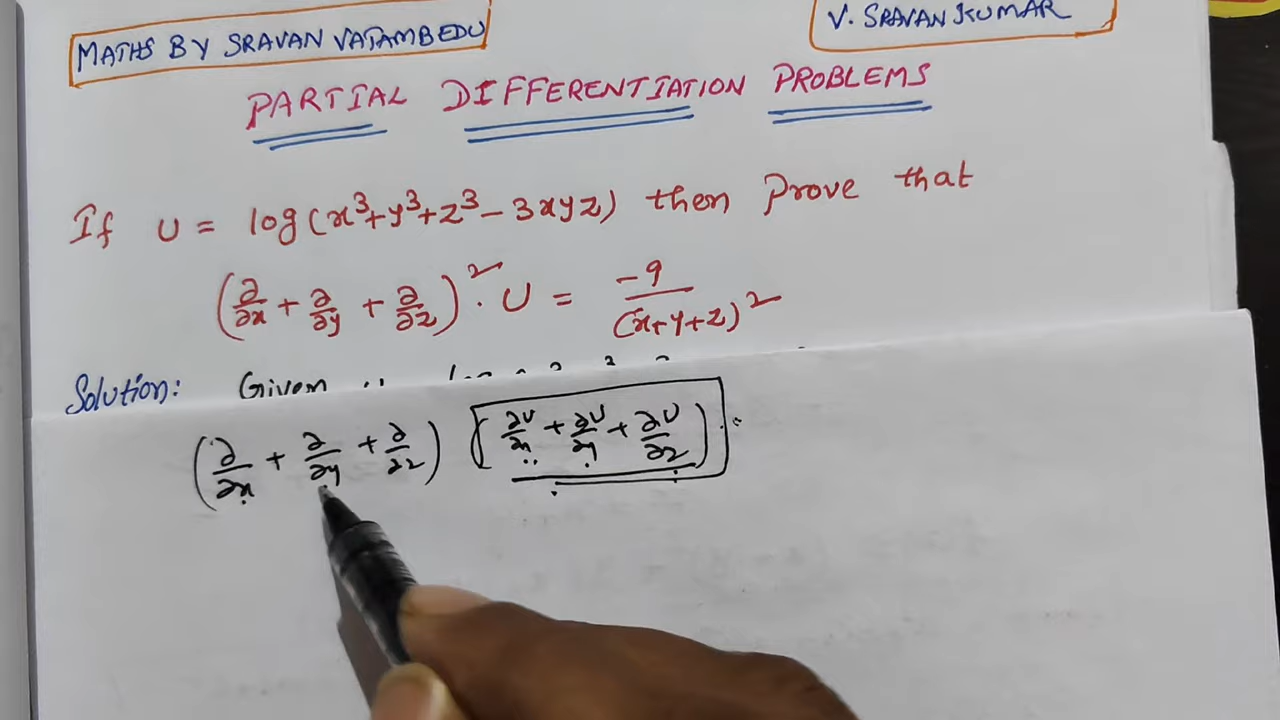 MATHS BY SRAVAN VATAMBEDU
V. SRAVAN KUMAR
PARTIAL DIFFERENTIATION PROBLEMS
If U = log(x³+y³+z³-3xyz) then Prove that
(∂/∂x + ∂/∂y + ∂/∂z)². U = -9/(x+y+z)²
Solution: Given
(∂/∂x + ∂/∂y + ∂/∂z) (∂U/∂x + ∂U/∂y + ∂U/∂z)